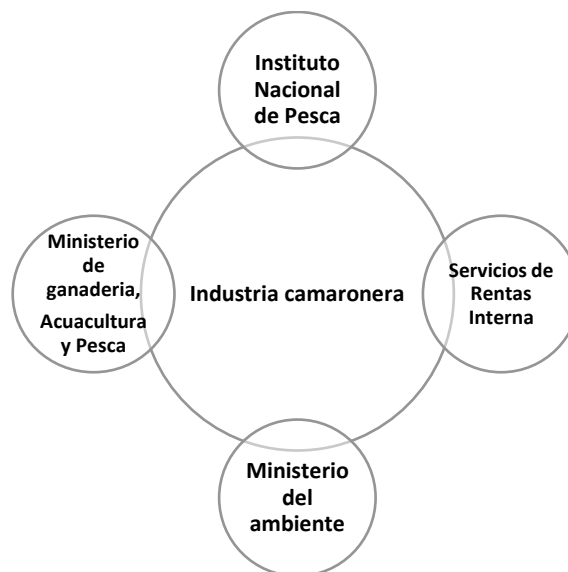 Instituto
Nacional
de Pesca
Ministerio
de
ganaderia,
Acuacultura
y Pesca
Industria camaronera
Servicios de
Rentas
Interna
Ministerio
del
ambiente